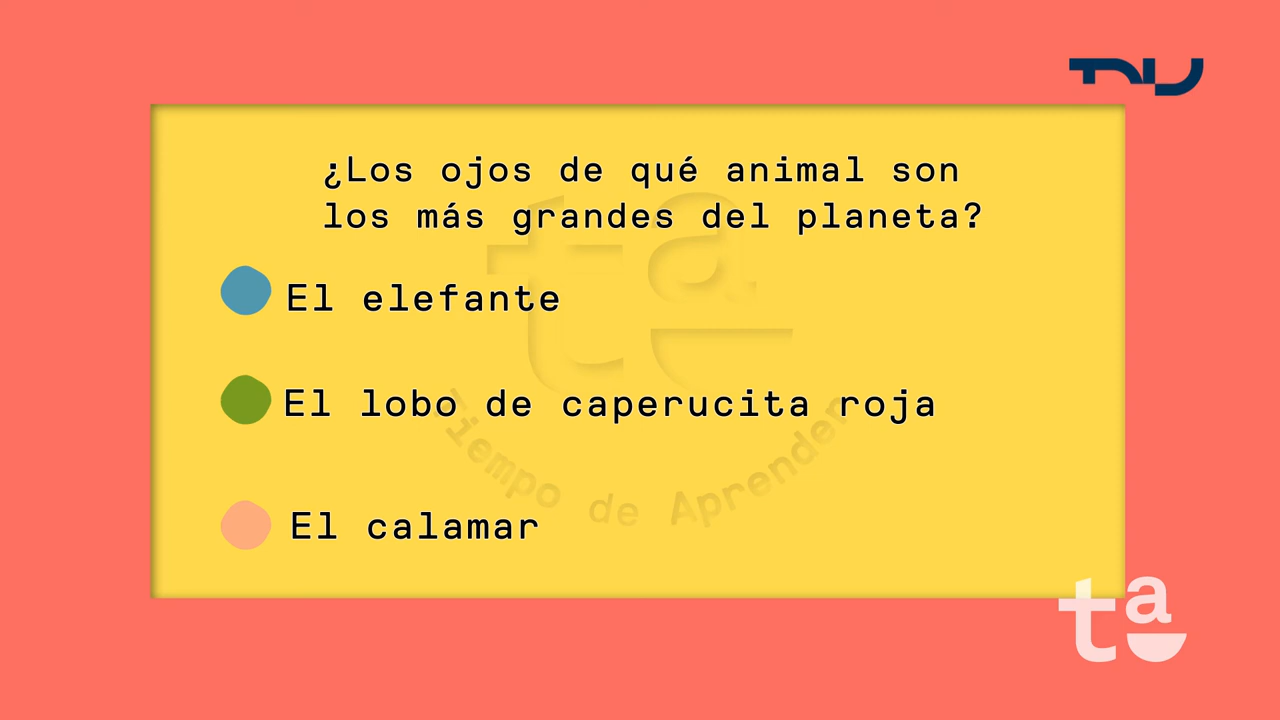 ¿Los ojos de qué animal son
los más grandes del planeta?
El elefante
El lobo de caperucita roja
El calamar
ta
Tiempo de Aprender
ta